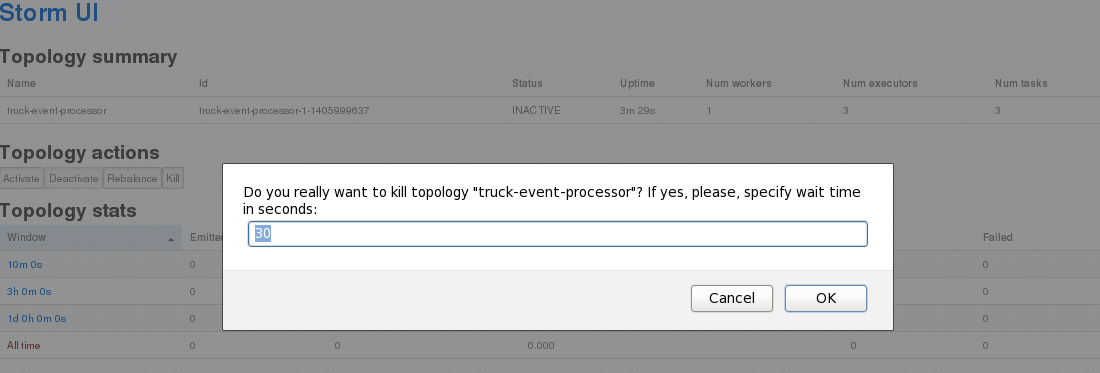 Storm UI
Topology summary
Name Id Status Uptime Num workers Num executors Num tasks
truck-event-processor truck-event-processor-1-1405999637 INACTIVE 3m 29s 1 3 3
Topology actions
Activate Deactivate Rebalance Kill
Do you really want to kill topology "truck-event-processor"? If yes, please, specify wait time
in seconds:
30
Cancel OK
Topology stats
Window Emitted Failed
10m 0s 0 0
3h 0m 0s 0 0
1d 0h 0m 0s 0 0
All time 0 0 0.000 0 0